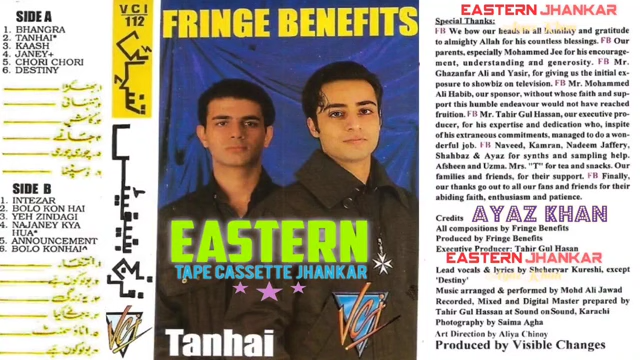 SIDE A
1. BHANGRA
2. TANHAI*
3. KAASH
4. JANEY+
5. CHORI CHORI
6. DESTINY
SIDE B
1. INTEZAR
2. BOLO KON HAI
3. YEH ZINDAGI
4. NAJANEY KYA
HUA*
5. ANNOUNCEMENT
6. BOLO KONHAI*
VCI
112
FRINGE BENEFITS
EASTERN
TAPE CASSETTE JHANKAR
Tanhai
VCI
EASTERN JHANKAR
Special Thanks:
FB We bow our heads in all humility and gratitude
to almighty Allah for his countless blessings. FB Our
parents, especially Mohammed Jee for his encourage-
ment, understanding and generosity. FB Mr.
Ghazanfar Ali and Yasir, for giving us the initial ex-
posure to showbiz on television. FB Mr. Mohammed
Ali Habib, our sponsor, without whose faith and sup-
port this humble endeavour would not have reached
fruition. FB Mr. Tahir Gul Hassan, our executive pro-
ducer, for his expertise and dedication who, inspite
of his extraneous commitments, managed to do a won-
derful job. FB Naveed, Kamran, Nadeem Jaffery,
Shahbaz & Ayaz for synths and sampling help.
Afsheen and Uzma. Mrs. "T" for tea and snacks. Our
families and friends, for their support. FB Finally,
our thanks go out to all our fans and friends for their
abiding faith, enthusiasm and patience.
Credits
AYAZ KHAN
All compositions by Fringe Benefits
Produced by Fringe Benefits
Executive Producer: Tahir Gul Hasan
EASTERN JHANKAR
Lead vocals & lyrics by Sheheryar Kureshi, except
'Destiny'
Music arranged & performed by Mohd Ali Jawad
Recorded, Mixed and Digital Master prepared by
Tahir Gul Hassan at Sound on Sound, Karachi
Photography by Saima Agha
Art Direction by Aliya Chinoy
Produced by Visible Changes